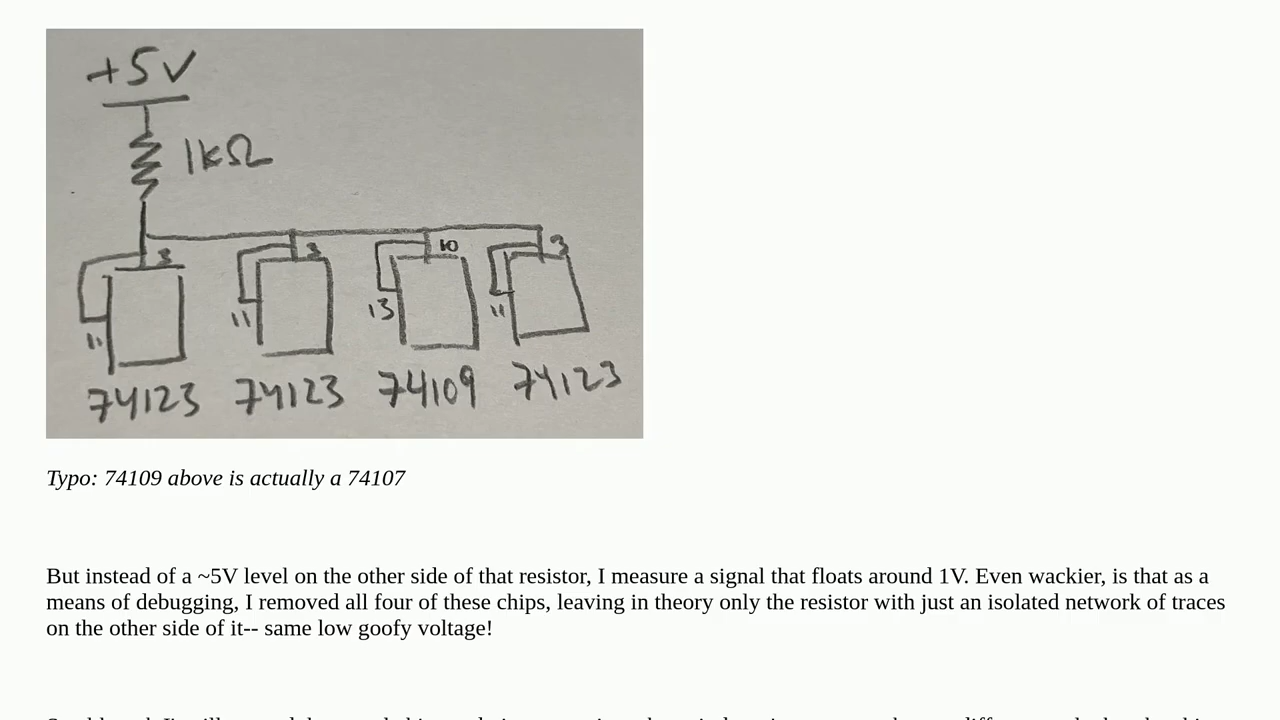 +5V
1kΩ
3 3 10 3
11 11 13 11
74123 74123 74109 74123
Typo: 74109 above is actually a 74107
But instead of a ~5V level on the other side of that resistor, I measure a signal that floats around 1V. Even wackier, is that as a
means of debugging, I removed all four of these chips, leaving in theory only the resistor with just an isolated network of traces
on the other side of it-- same low goofy voltage!